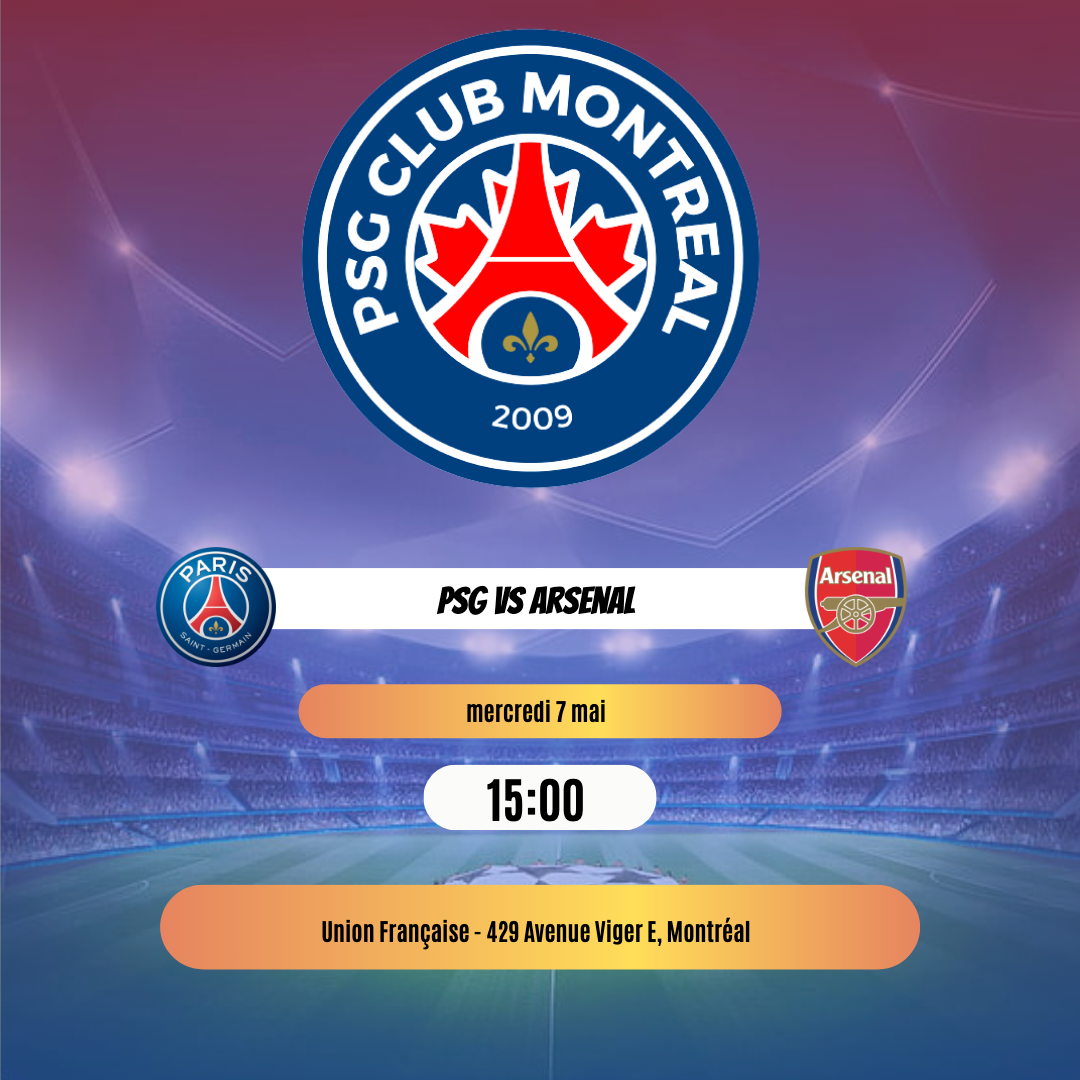 PSG CLUB MONTREAL
2009
PARIS
SAINT-GERMAIN
PSG VS ARSENAL
Arsenal
mercredi 7 mai
15:00
Union Française - 429 Avenue Viger E, Montréal